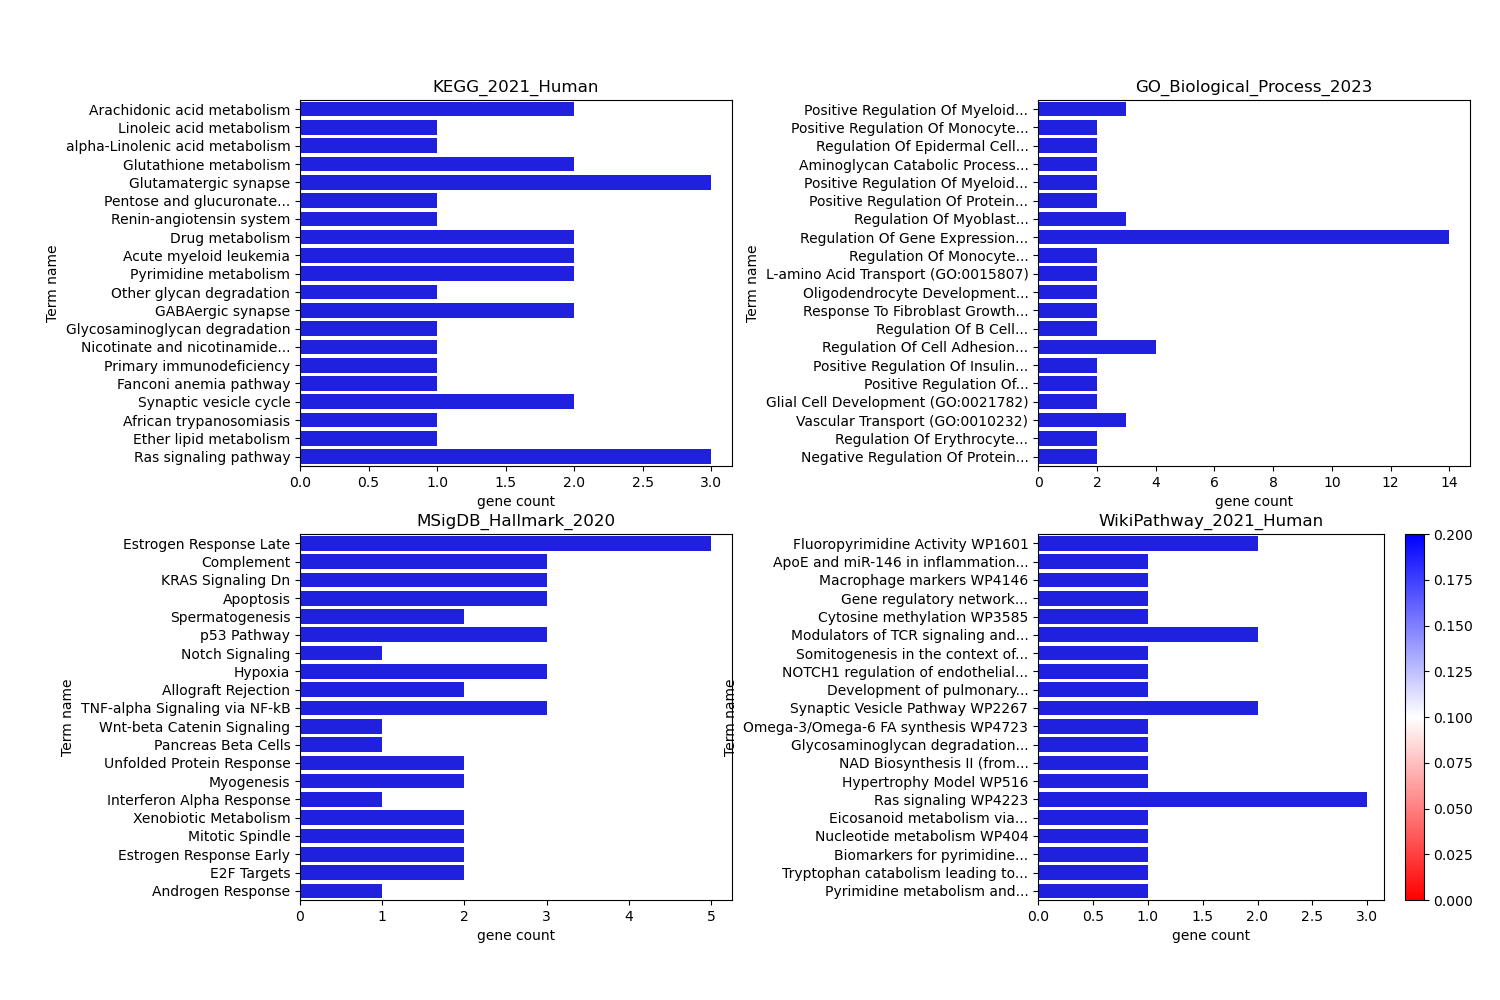 KEGG_2021_Human
Term name
Arachidonic acid metabolism
Linoleic acid metabolism
alpha-Linolenic acid metabolism
Glutathione metabolism
Glutamatergic synapse
Pentose and glucuronate...
Renin-angiotensin system
Drug metabolism
Acute myeloid leukemia
Pyrimidine metabolism
Other glycan degradation
GABAergic synapse
Glycosaminoglycan degradation
Nicotinate and nicotinamide...
Primary immunodeficiency
Fanconi anemia pathway
Synaptic vesicle cycle
African trypanosomiasis
Ether lipid metabolism
Ras signaling pathway
0.0 0.5 1.0 1.5 2.0 2.5 3.0
gene count
GO_Biological_Process_2023
Term name
Positive Regulation Of Myeloid...
Positive Regulation Of Monocyte...
Regulation Of Epidermal Cell...
Aminoglycan Catabolic Process...
Positive Regulation Of Myeloid...
Positive Regulation Of Protein...
Regulation Of Myoblast...
Regulation Of Gene Expression...
Regulation Of Monocyte...
L-amino Acid Transport (GO:0015807)
Oligodendrocyte Development...
Response To Fibroblast Growth...
Regulation Of B Cell...
Regulation Of Cell Adhesion...
Positive Regulation Of Insulin...
Positive Regulation Of...
Glial Cell Development (GO:0021782)
Vascular Transport (GO:0010232)
Regulation Of Erythrocyte...
Negative Regulation Of Protein...
0 2 4 6 8 10 12 14
gene count
MSigDB_Hallmark_2020
Term name
Estrogen Response Late
Complement
KRAS Signaling Dn
Apoptosis
Spermatogenesis
p53 Pathway
Notch Signaling
Hypoxia
Allograft Rejection
TNF-alpha Signaling via NF-kB
Wnt-beta Catenin Signaling
Pancreas Beta Cells
Unfolded Protein Response
Myogenesis
Interferon Alpha Response
Xenobiotic Metabolism
Mitotic Spindle
Estrogen Response Early
E2F Targets
Androgen Response
0 1 2 3 4 5
gene count
WikiPathway_2021_Human
Term name
Fluoropyrimidine Activity WP1601
ApoE and miR-146 in inflammation...
Macrophage markers WP4146
Gene regulatory network...
Cytosine methylation WP3585
Modulators of TCR signaling and...
Somitogenesis in the context of...
NOTCH1 regulation of endothelial...
Development of pulmonary...
Synaptic Vesicle Pathway WP2267
Omega-3/Omega-6 FA synthesis WP4723
Glycosaminoglycan degradation...
NAD Biosynthesis II (from...
Hypertrophy Model WP516
Ras signaling WP4223
Eicosanoid metabolism via...
Nucleotide metabolism WP404
Biomarkers for pyrimidine...
Tryptophan catabolism leading to...
Pyrimidine metabolism and...
0.0 0.5 1.0 1.5 2.0 2.5 3.0
gene count
0.200
0.175
0.150
0.125
0.100
0.075
0.050
0.025
0.000